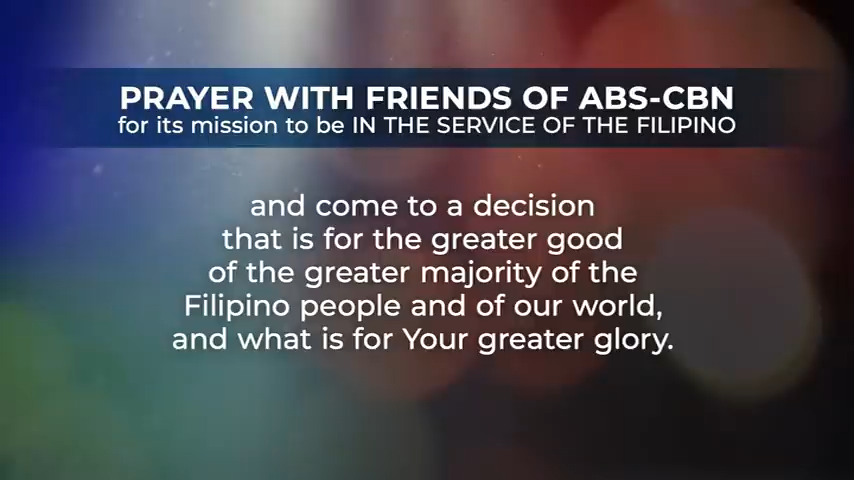 PRAYER WITH FRIENDS OF ABS-CBN
for its mission to be IN THE SERVICE OF THE FILIPINO
and come to a decision
that is for the greater good
of the greater majority of the
Filipino people and of our world,
and what is for Your greater glory.